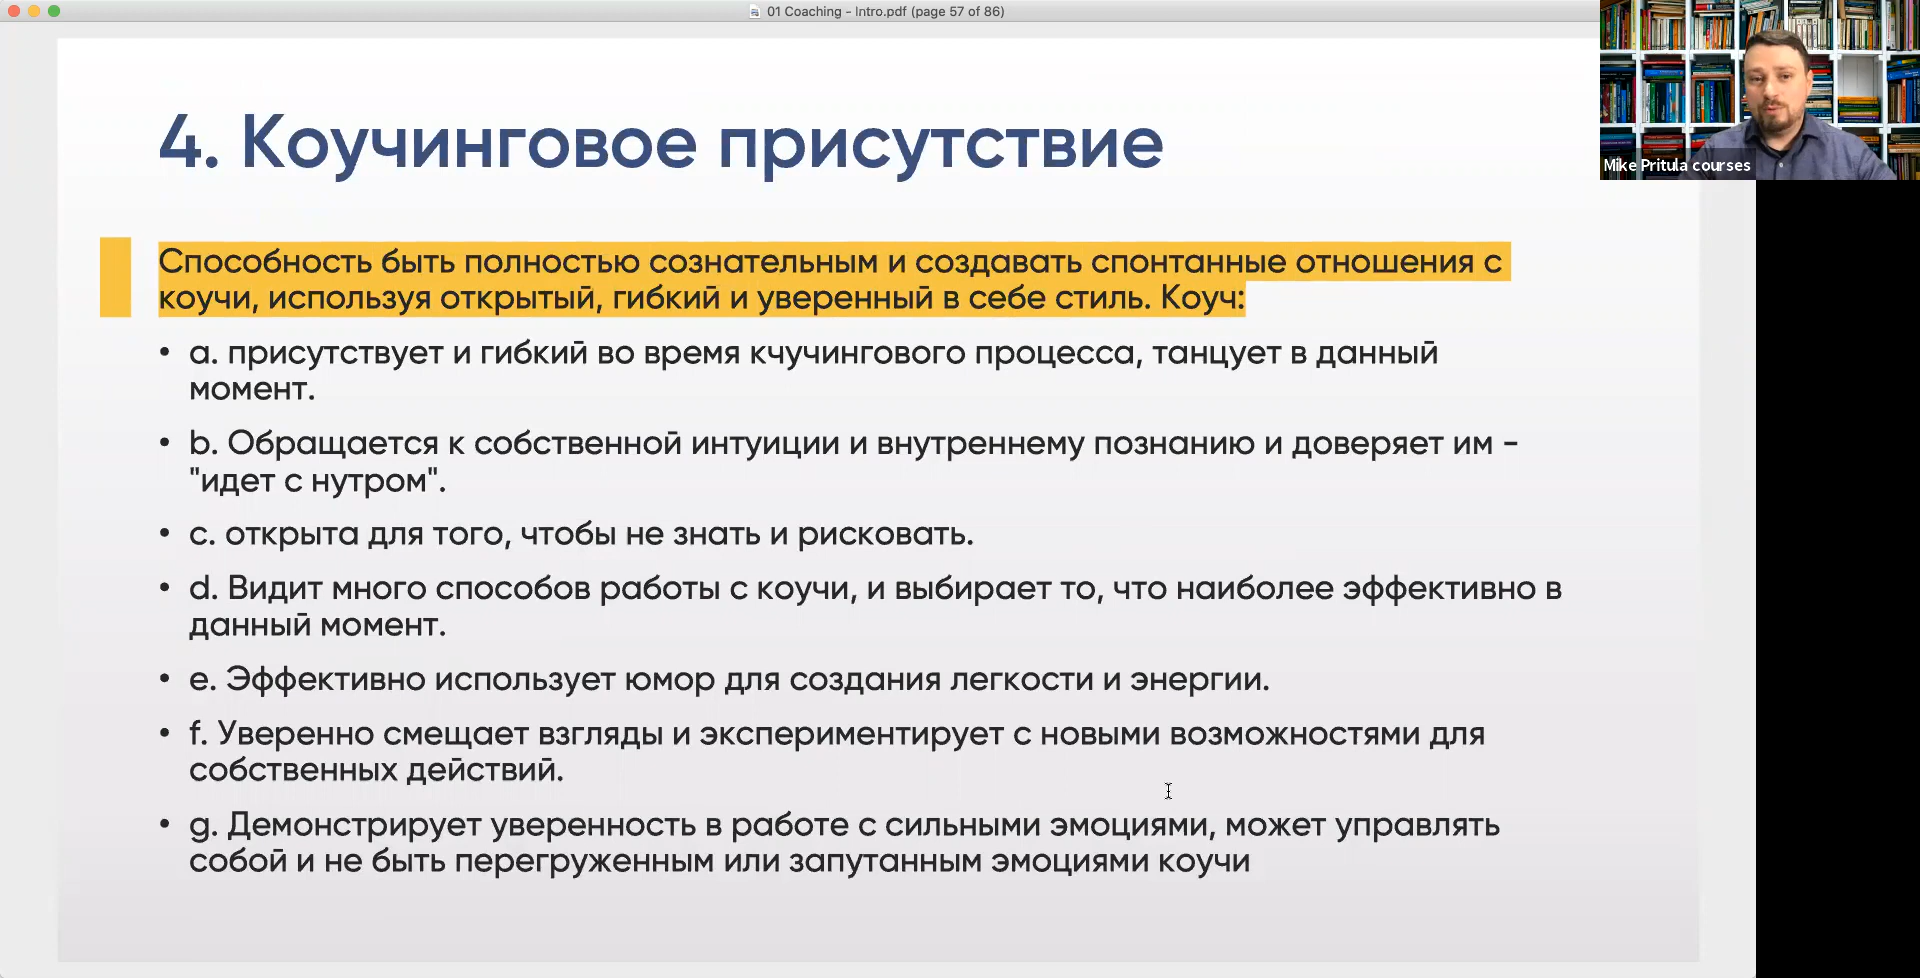 01 Coaching - Intro.pdf (page 57 of 86)
Mike Pritula courses
4. Коучинговое присутствие
Способность быть полностью сознательным и создавать спонтанные отношения с
коучи, используя открытый, гибкий и уверенный в себе стиль. Коуч:
• a. присутствует и гибкий во время кчучингового процесса, танцует в данный
момент.
• b. Обращается к собственной интуиции и внутреннему познанию и доверяет им -
"идет с нутром".
• c. открыта для того, чтобы не знать и рисковать.
• d. Видит много способов работы с коучи, и выбирает то, что наиболее эффективно в
данный момент.
• e. Эффективно использует юмор для создания легкости и энергии.
• f. Уверенно смещает взгляды и экспериментирует с новыми возможностями для
собственных действий.
• g. Демонстрирует уверенность в работе с сильными эмоциями, может управлять
собой и не быть перегруженным или запутанным эмоциями коучи